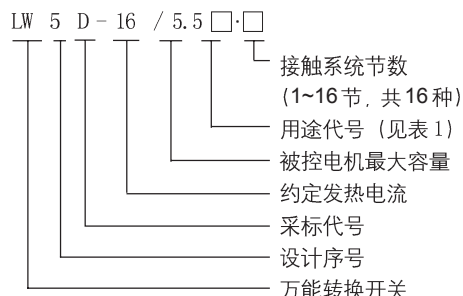 LW 5 D-16 / 5.5 □·□
接触系统节数
(1~16节, 共16种)
用途代号 (见表1)
被控电机最大容量
约定发热电流
采标代号
设计序号
万能转换开关